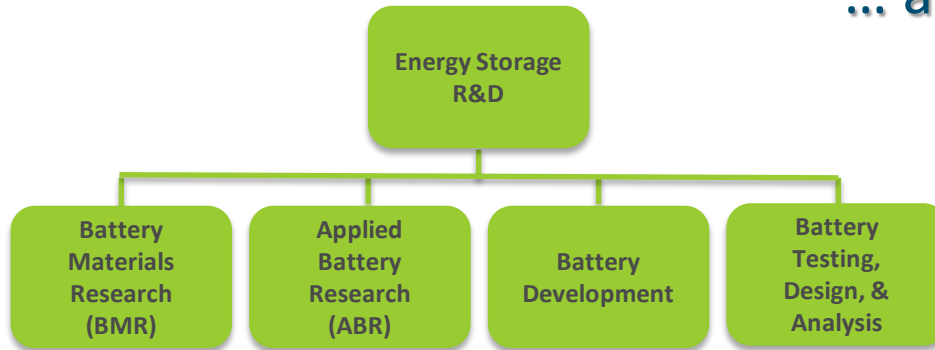 ... a
Energy Storage
R&D
Battery
Materials
Research
(BMR)
Applied
Battery
Research
(ABR)
Battery
Development
Battery
Testing,
Design, &
Analysis